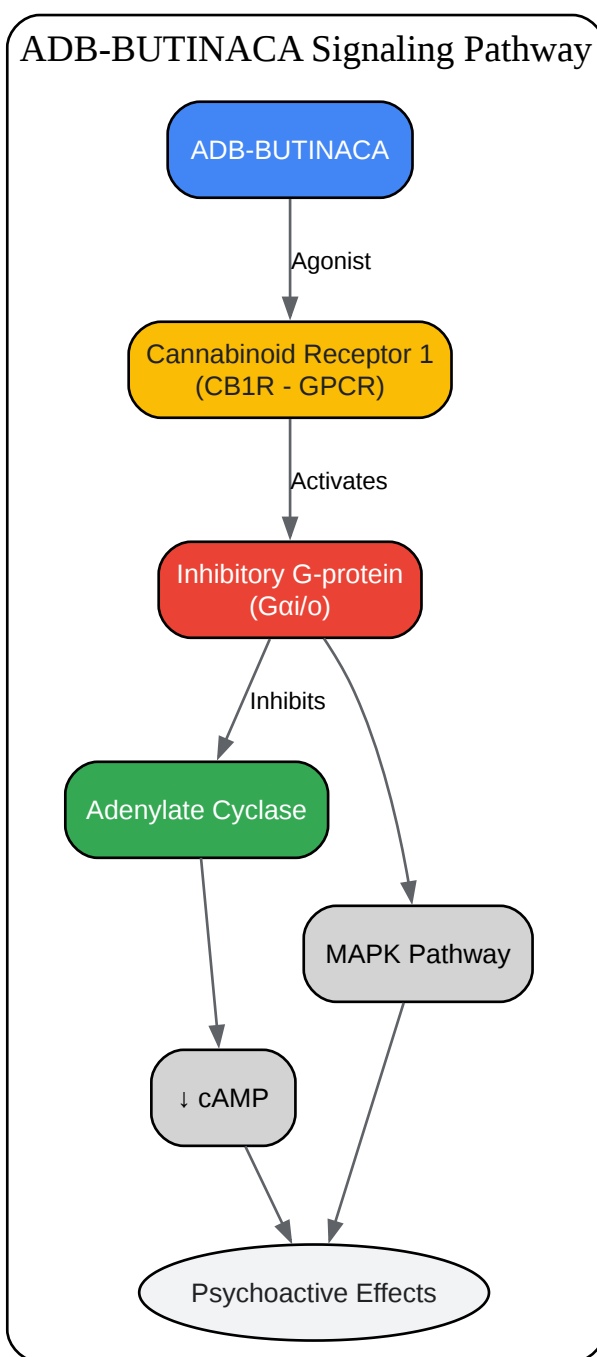 ADB-BUTINACA Signaling Pathway
ADB-BUTINACA
Agonist
Cannabinoid Receptor 1
(CB1R - GPCR)
Activates
Inhibitory G-protein
(Gαi/o)
Inhibits
Adenylate Cyclase
MAPK Pathway
↓ cAMP
Psychoactive Effects